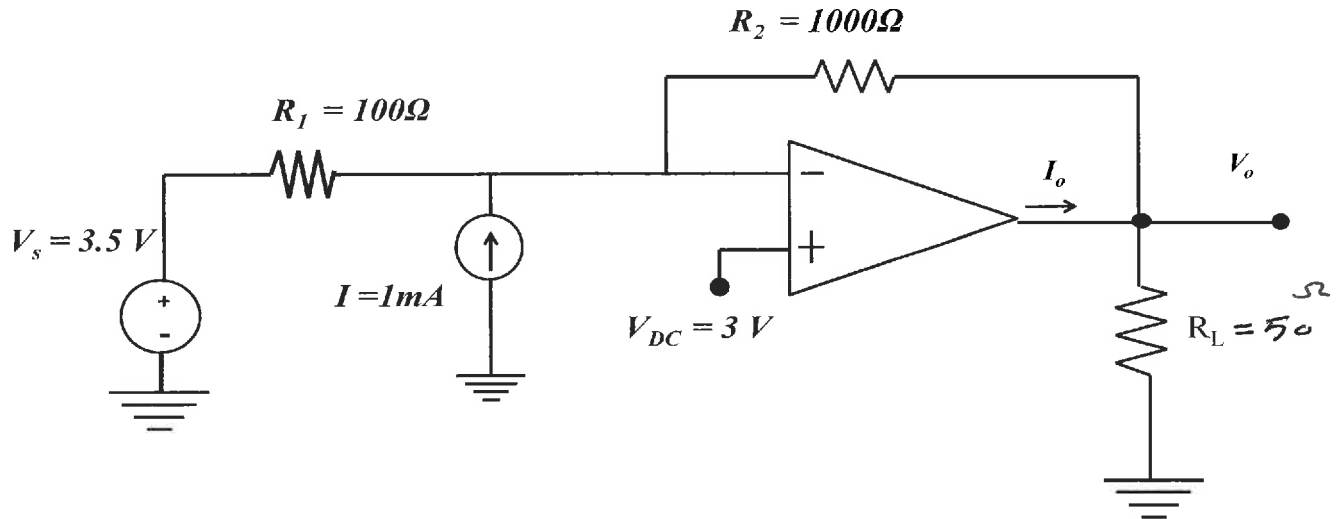 R2 = 1000Ω
R1 = 100Ω
Io
Vo
Vs = 3.5 V
+
-
I =1mA
−
+
VDC = 3 V
RL = 50 Ω